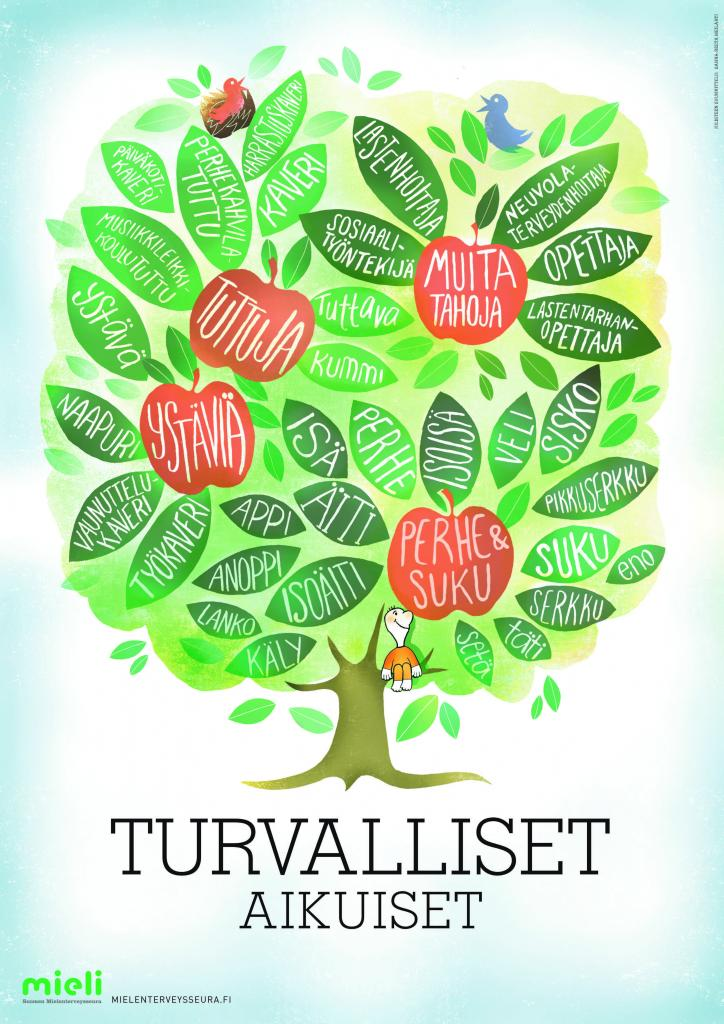 PÄIVÄKOTI-
KAVERI
PERHEKAHVILA
TUTTU
HARRASTUSKAVERI
KAVERI
MUSIIKKILEIKKI-
KOULUTUTTU
TUTTUJA
Tuttava
KUMMI
LASTENHOITAJA
SOSIAALI-
TYÖNTEKIJÄ
MUITA
TAHOJA
NEUVOLA-
TERVEYDENHOITAJA
OPETTAJA
LASTENTARHAN-
OPETTAJA
YSTÄVÄ
NAAPURI
YSTÄVIÄ
VAUNUTTELU-
KAVERI
TYÖKAVERI
ISÄ
PERHE
ISOISÄ
VELI
SISKO
ÄITI
APPI
ANOPPI
ISOÄITI
LANKO
KÄLY
PERHE &
SUKU
PIKKUSERKKU
SUKU
eno
SERKKU
setä
täti
TURVALLISET
AIKUISET
mieli
Suomen Mielenterveysseura
MIELENTERVEYSSEURA.FI